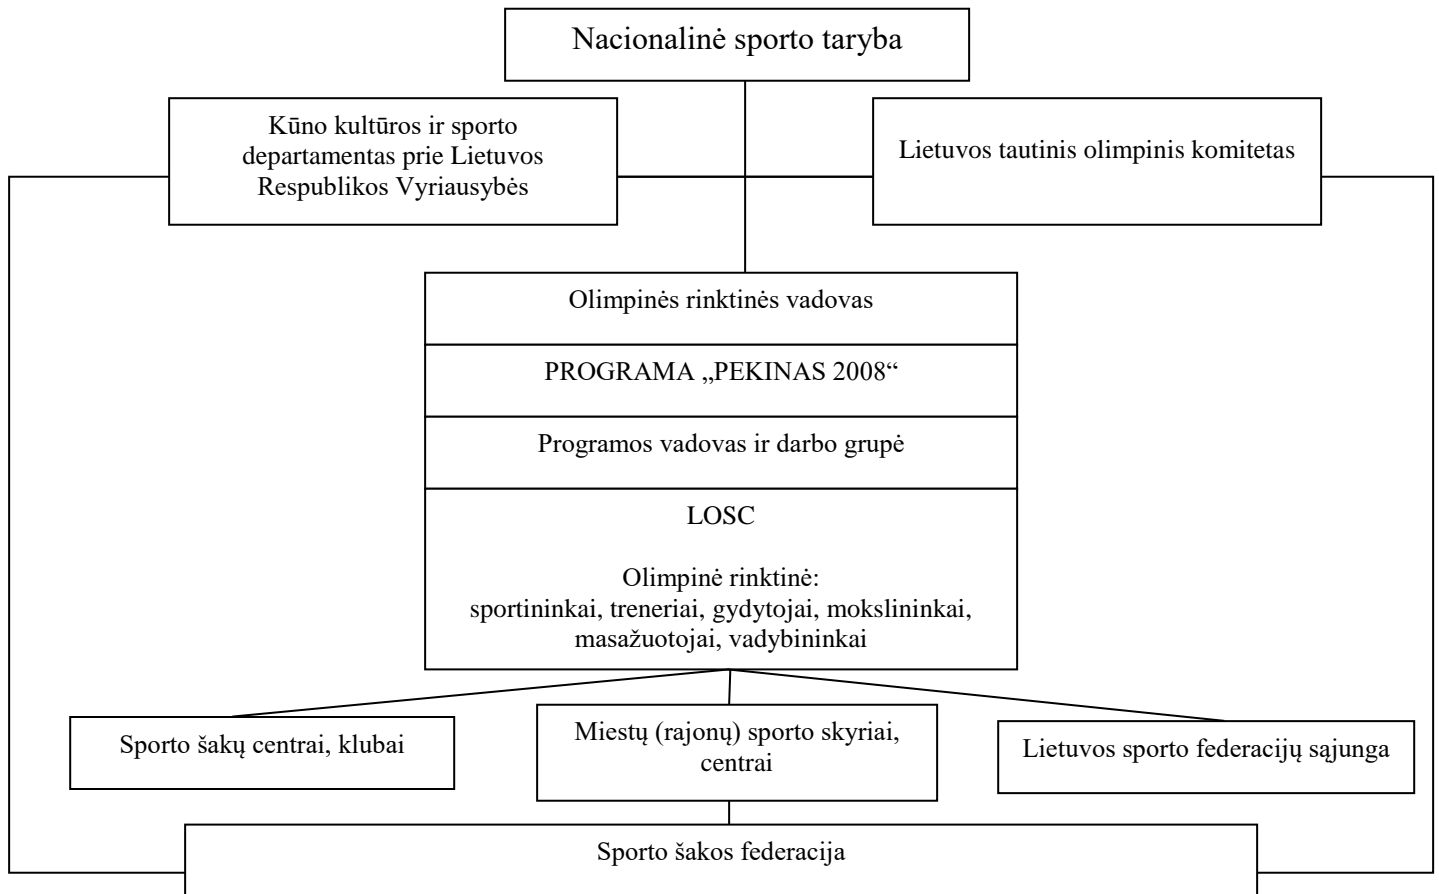 Nacionalinė sporto taryba
Kūno kultūros ir sporto
departamentas prie Lietuvos
Respublikos Vyriausybės
Lietuvos tautinis olimpinis komitetas
Olimpinės rinktinės vadovas
PROGRAMA „PEKINAS 2008“
Programos vadovas ir darbo grupė
LOSC
Olimpinė rinktinė:
sportininkai, treneriai, gydytojai, mokslininkai,
masažuotojai, vadybininkai
Sporto šakų centrai, klubai
Miestų (rajonų) sporto skyriai,
centrai
Lietuvos sporto federacijų sąjunga
Sporto šakos federacija